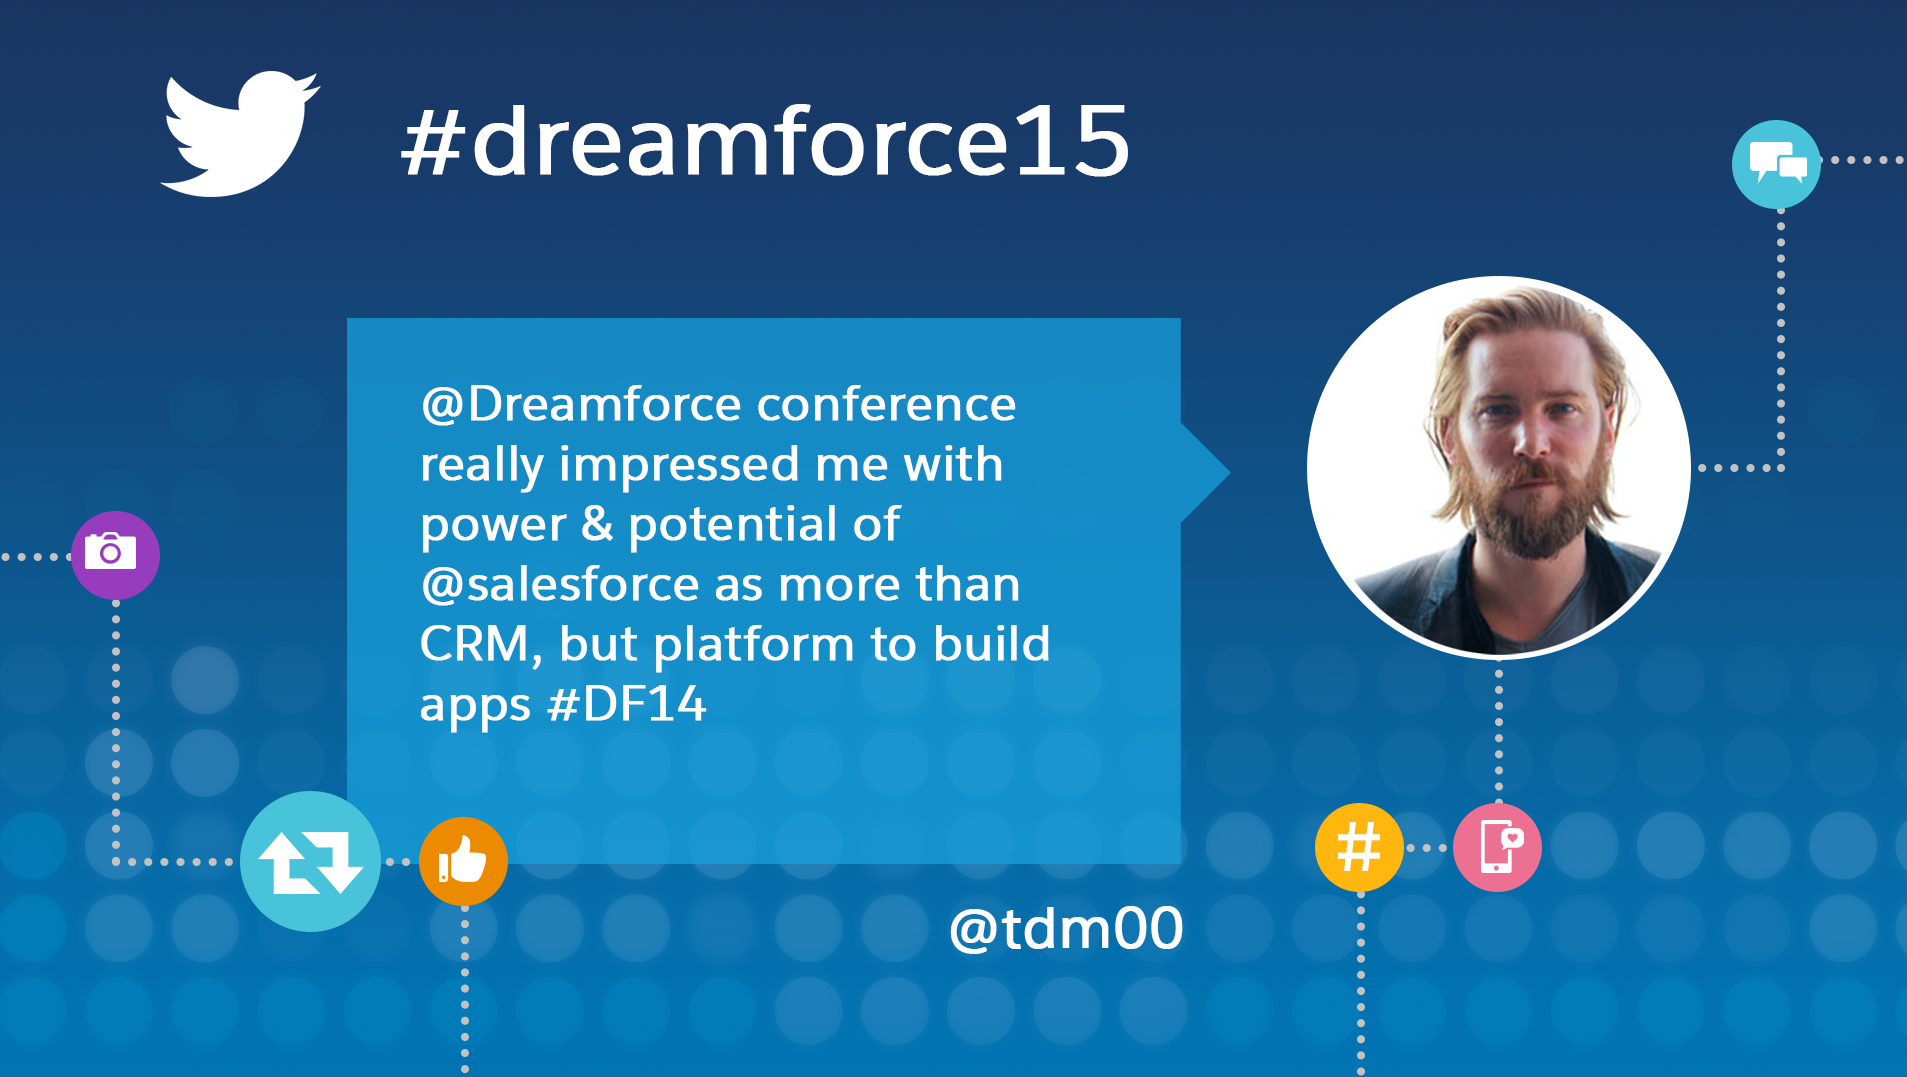 #dreamforce15
@Dreamforce conference
really impressed me with
power & potential of
@salesforce as more than
CRM, but platform to build
apps #DF14
#
@tdm00